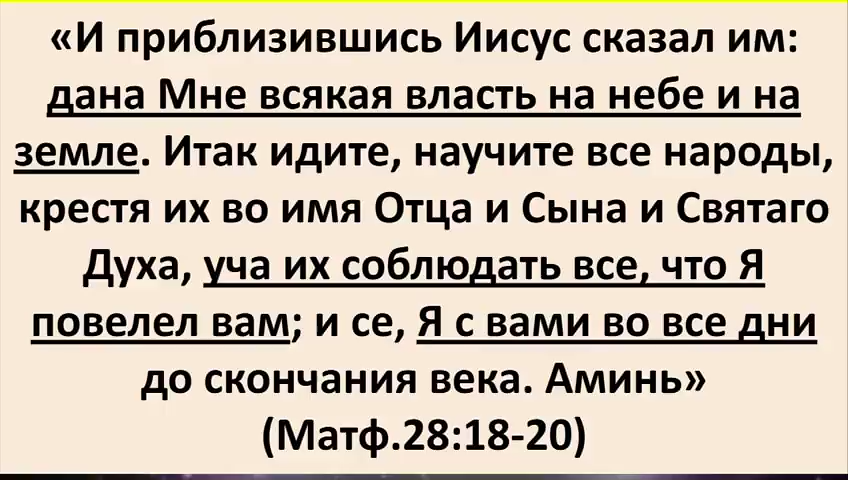 «И приблизившись Иисус сказал им:
дана Мне всякая власть на небе и на
земле. Итак идите, научите все народы,
крестя их во имя Отца и Сына и Святаго
Духа, уча их соблюдать все, что Я
повелел вам; и се, Я с вами во все дни
до скончания века. Аминь»
(Матф.28:18-20)